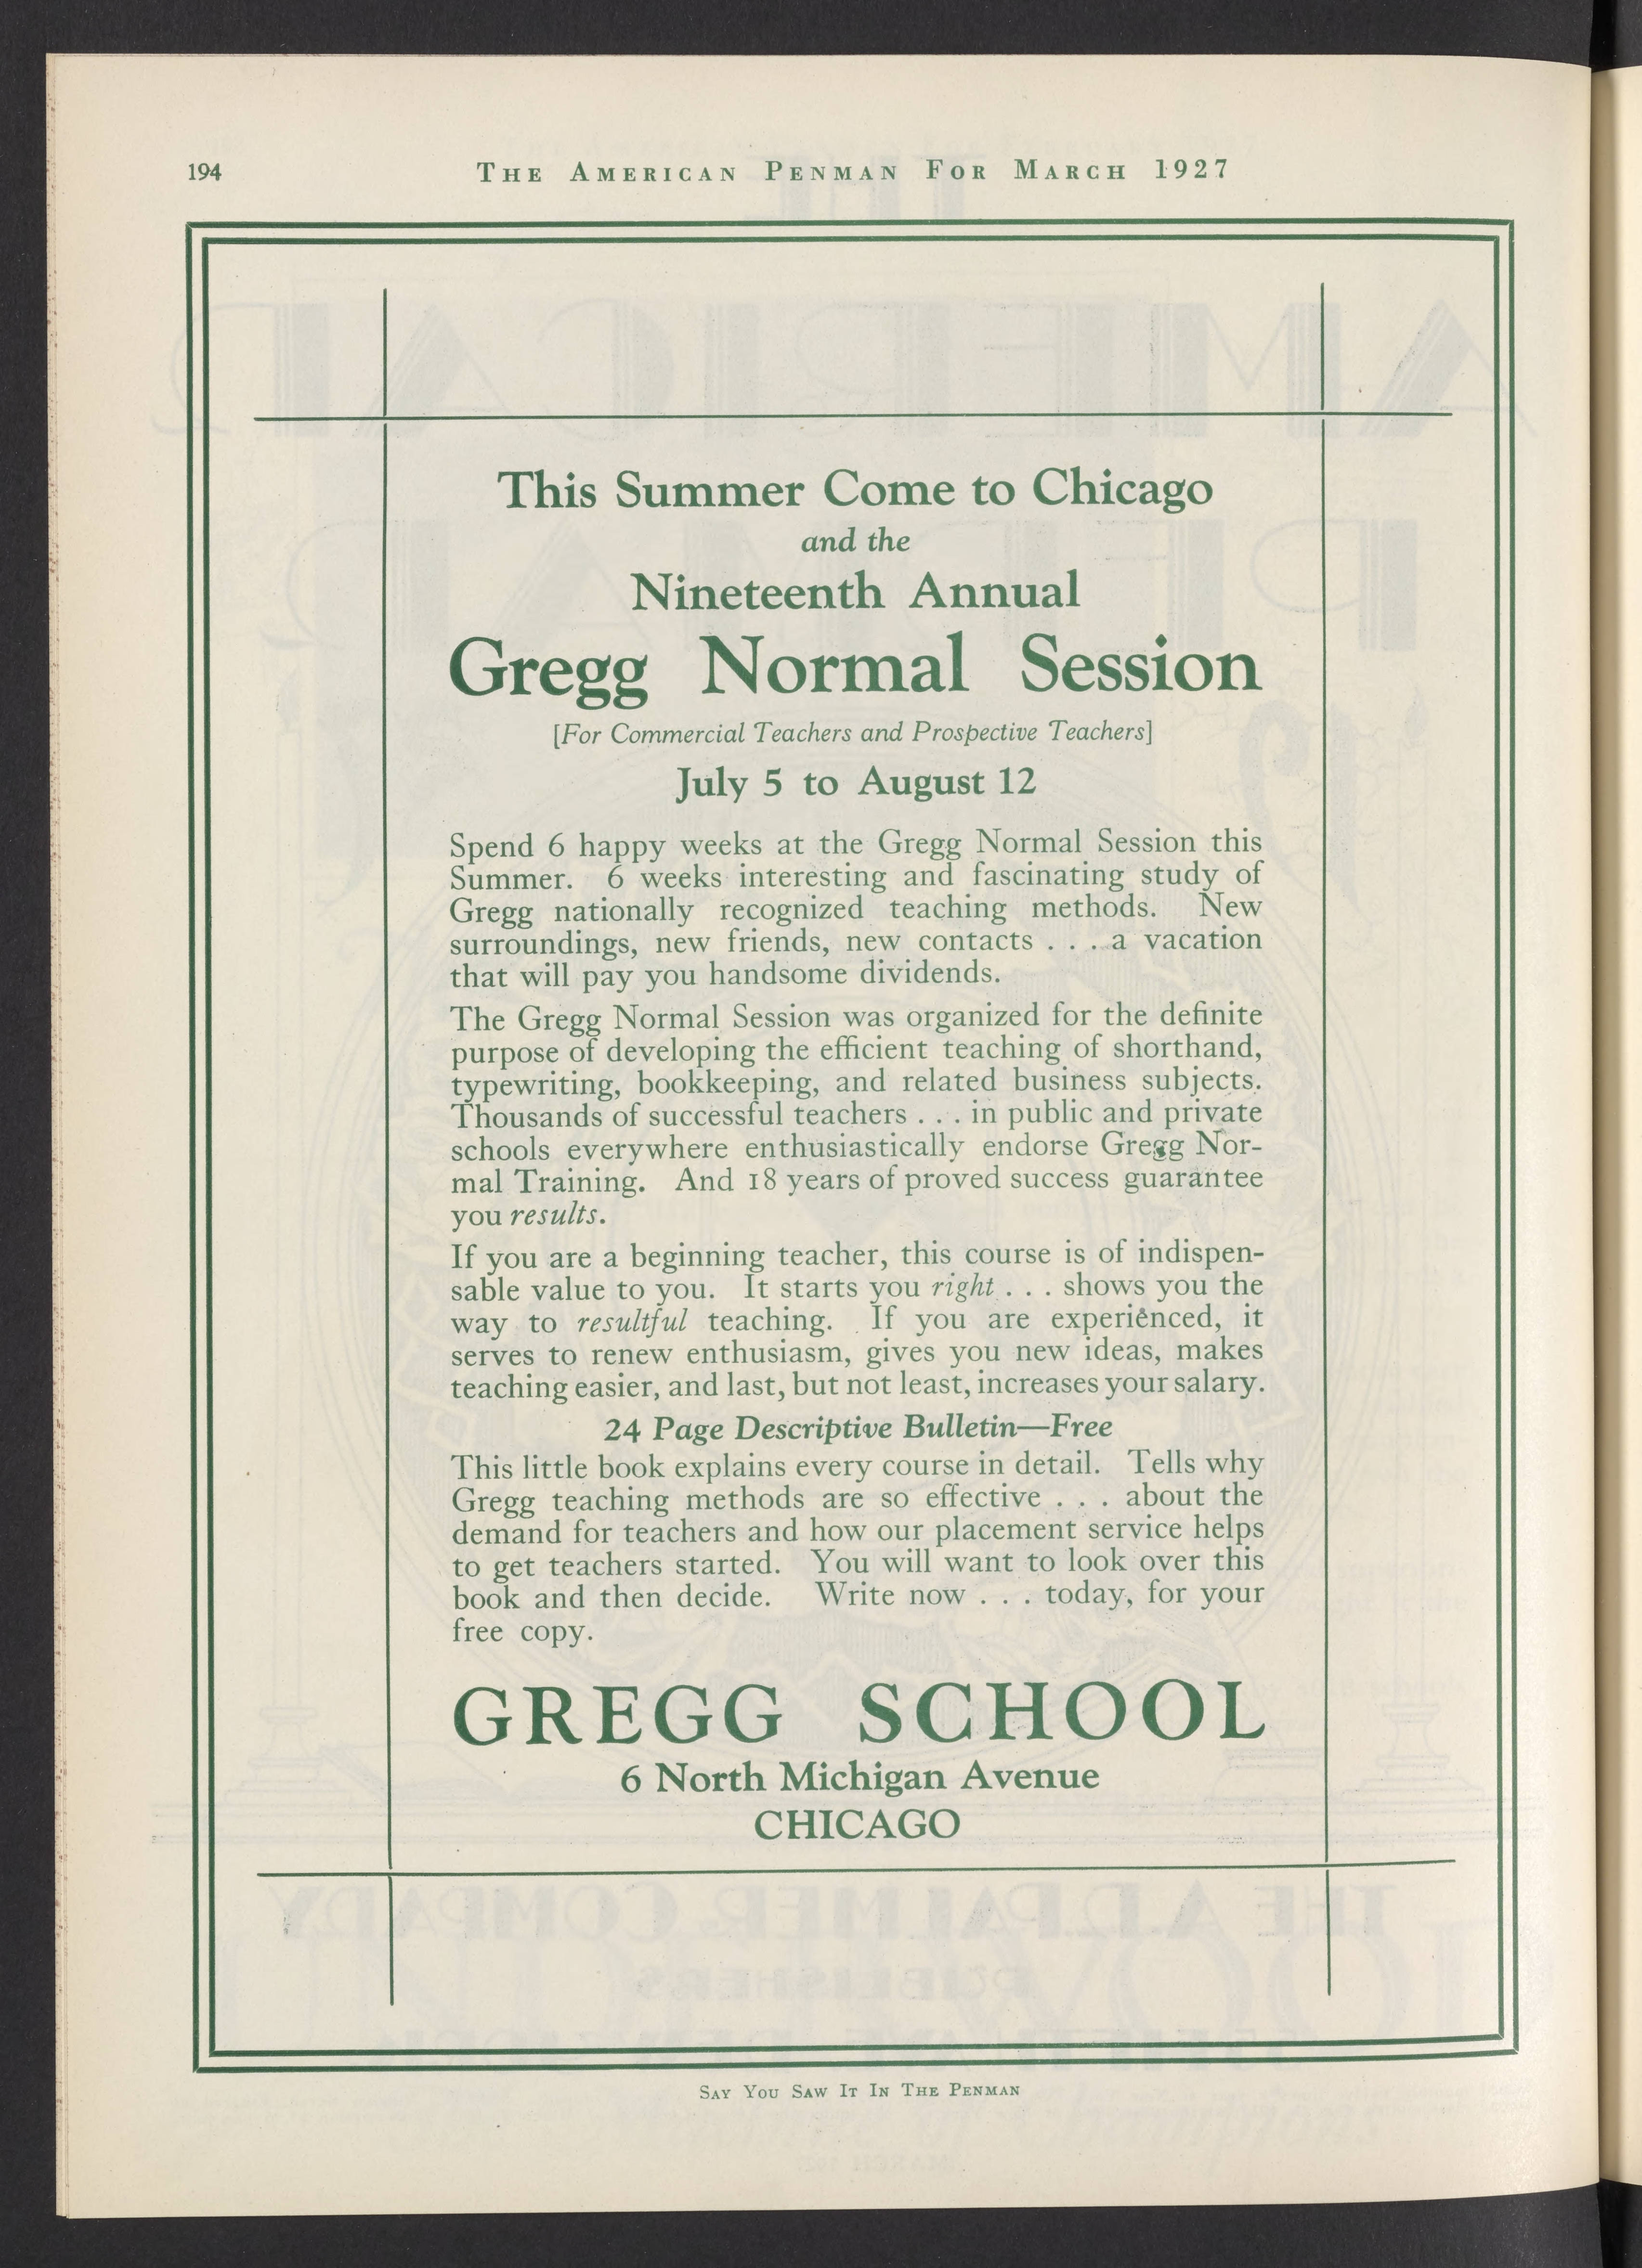 194
THE AMERICAN PENMAN FOR MARCH 1927
This Summer Come to Chicago
and the
Nineteenth Annual
Gregg Normal Session
[For Commercial Teachers and Prospective Teachers]
July 5 to August 12
Spend 6 happy weeks at the Gregg Normal Session this
Summer. 6 weeks interesting and fascinating study of
Gregg nationally recognized teaching methods. New
surroundings, new friends, new contacts . . . a vacation
that will pay you handsome dividends.
The Gregg Normal Session was organized for the definite
purpose of developing the efficient teaching of shorthand,
typewriting, bookkeeping, and related business subjects.
Thousands of successful teachers . . . in public and private
schools everywhere enthusiastically endorse Gregg Nor-
mal Training. And 18 years of proved success guarantee
you results.
If you are a beginning teacher, this course is of indispen-
sable value to you. It starts you right . . . shows you the
way to resultful teaching. If you are experienced, it
serves to renew enthusiasm, gives you new ideas, makes
teaching easier, and last, but not least, increases your salary.
24 Page Descriptive Bulletin—Free
This little book explains every course in detail. Tells why
Gregg teaching methods are so effective . . . about the
demand for teachers and how our placement service helps
to get teachers started. You will want to look over this
book and then decide. Write now . . . today, for your
free copy.
GREGG SCHOOL
6 North Michigan Avenue
CHICAGO
SAY YOU SAW IT IN THE PENMAN